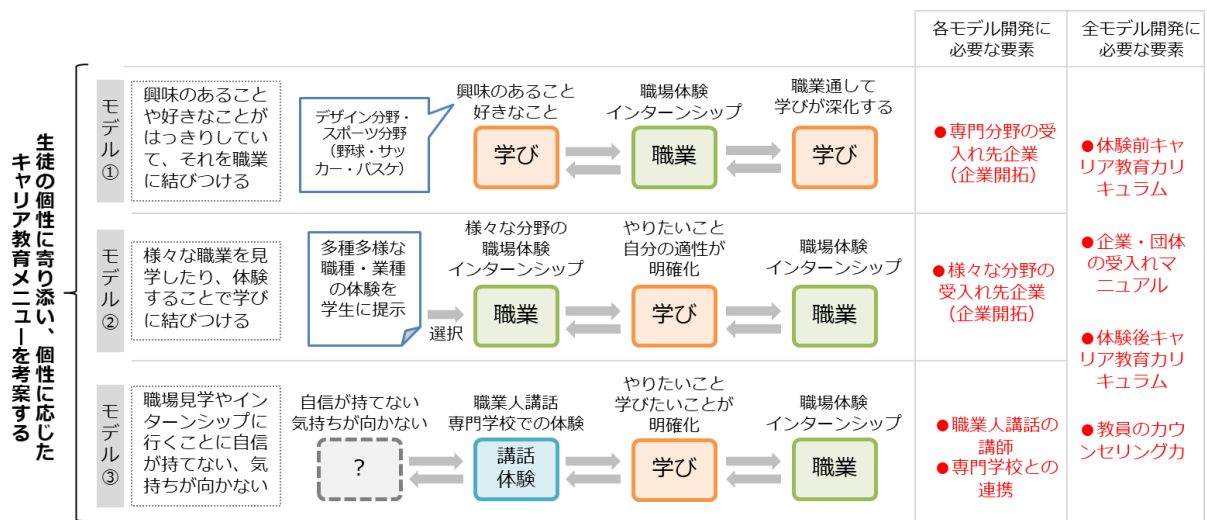 各モデル開発に
必要な要素
全モデル開発に
必要な要素
生徒の個性に寄り添い、個性に応じた
キャリア教育メニューを考案する
モデル①
興味のあること
や好きなことが
はっきりしてい
て、それを職業
に結びつける
デザイン分野・
スポーツ分野
（野球・サッ
カー・バスケ）
興味のあること
好きなこと
学び
職場体験
インターンシップ
職業
職業通して
学びが深化する
学び
●専門分野の受
入れ先企業
（企業開拓）
モデル②
様々な職業を見
学したり、体験
することで学び
に結びつける
多種多様な
職種・業種
の体験を
学生に提示
選択
様々な分野の
職場体験
インターンシップ
職業
やりたいこと
自分の適性が
明確化
学び
職場体験
インターンシップ
職業
●様々な分野の
受入れ先企業
（企業開拓）
モデル③
職場見学やイン
ターンシップに
行くことに自信
が持てない、気
持ちが向かない
自信が持てない
気持ちが向かない
？
職業人講話
専門学校での体験
講話
体験
やりたいこと
学びたいことが
明確化
学び
職場体験
インターンシップ
職業
●職業人講話の
講師
●専門学校との
連携
●体験前キャ
リア教育カリ
キュラム
●企業・団体
の受入れマ
ニュアル
●体験後キャ
リア教育カリ
キュラム
●教員のカウ
ンセリング力